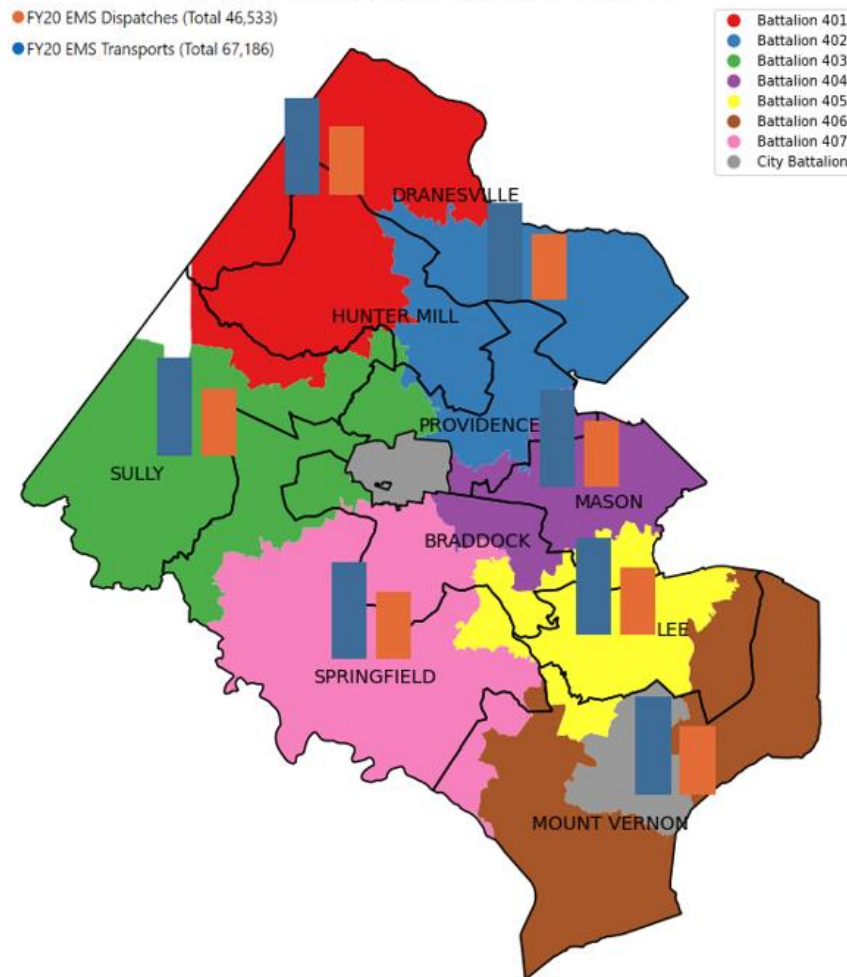 FY20 EMS Dispatches (Total 46,533)
FY20 EMS Transports (Total 67,186)
Battalion 401
Battalion 402
Battalion 403
Battalion 404
Battalion 405
Battalion 406
Battalion 407
City Battalion
DRANESVILLE
HUNTER MILL
PROVIDENCE
SULLY
MASON
BRADDOCK
LEE
SPRINGFIELD
MOUNT VERNON